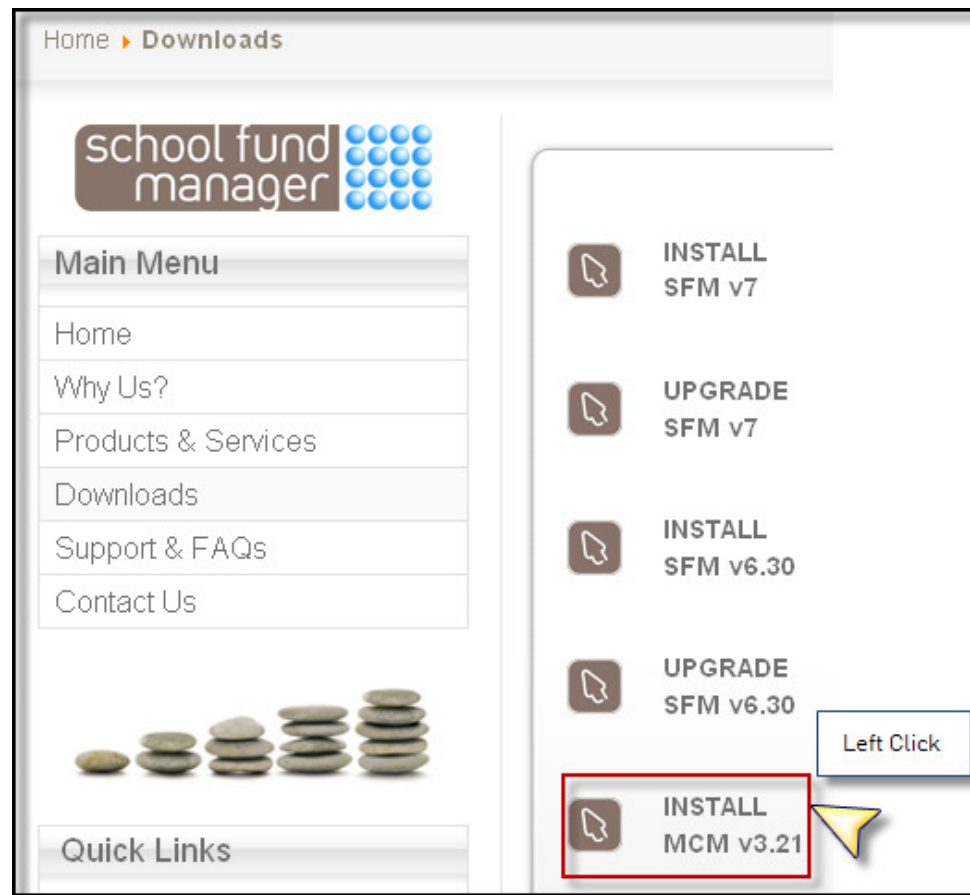 Home Downloads
school fund
manager
Main Menu
Home
Why Us?
Products & Services
Downloads
Support & FAQs
Contact Us
Quick Links
INSTALL
SFM v7
UPGRADE
SFM v7
INSTALL
SFM v6.30
UPGRADE
SFM v6.30
INSTALL
MCM v3.21
Left Click